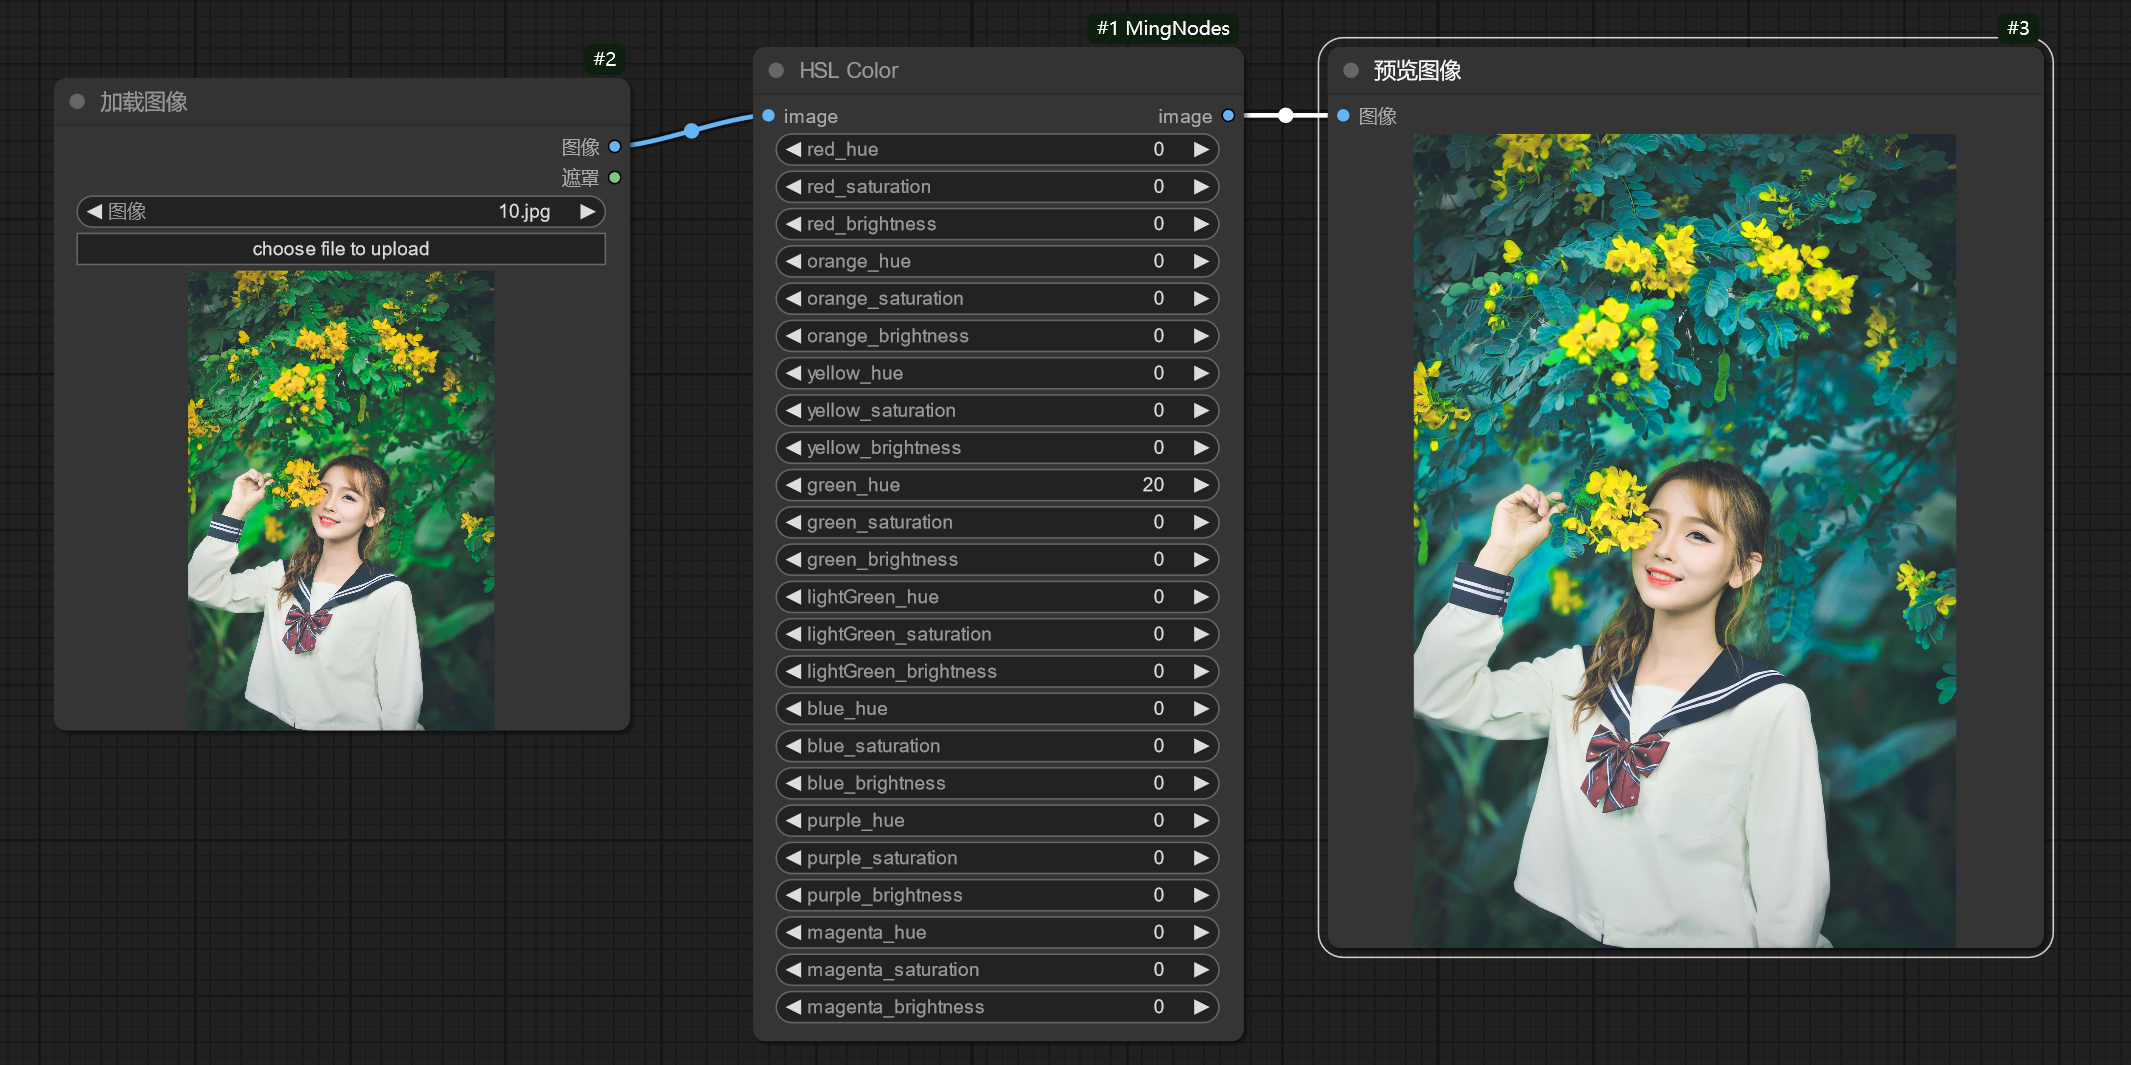 #2
加载图像
图像
遮罩
图像 10.jpg
choose file to upload
#1 MingNodes
HSL Color
image image
red_hue 0
red_saturation 0
red_brightness 0
orange_hue 0
orange_saturation 0
orange_brightness 0
yellow_hue 0
yellow_saturation 0
yellow_brightness 0
green_hue 20
green_saturation 0
green_brightness 0
lightGreen_hue 0
lightGreen_saturation 0
lightGreen_brightness 0
blue_hue 0
blue_saturation 0
blue_brightness 0
purple_hue 0
purple_saturation 0
purple_brightness 0
magenta_hue 0
magenta_saturation 0
magenta_brightness 0
#3
预览图像
图像